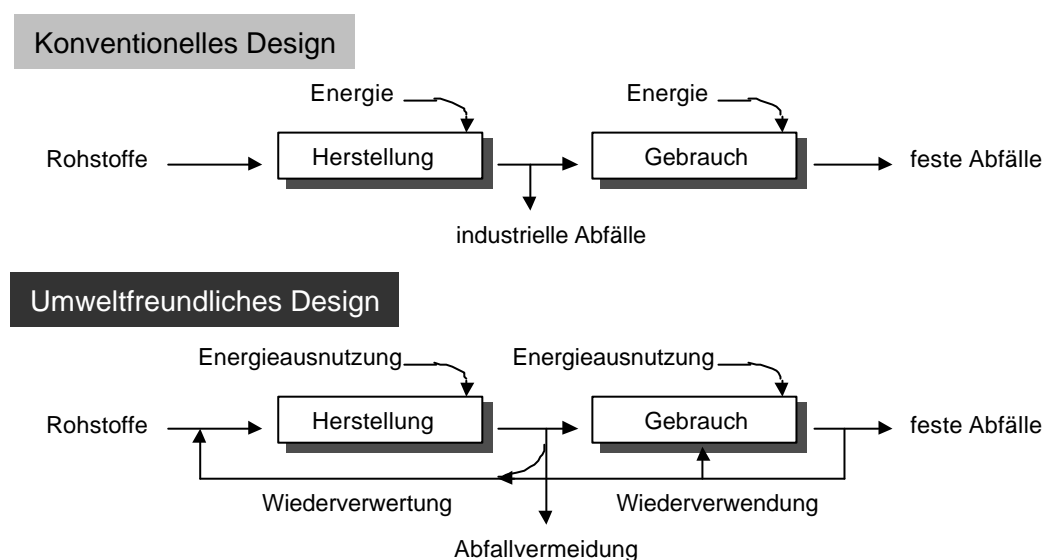 Konventionelles Design
Energie
Energie
Rohstoffe
Herstellung
Gebrauch
feste Abfälle
industrielle Abfälle
Umweltfreundliches Design
Energieausnutzung
Energieausnutzung
Rohstoffe
Herstellung
Gebrauch
feste Abfälle
Wiederverwertung
Wiederverwendung
Abfallvermeidung